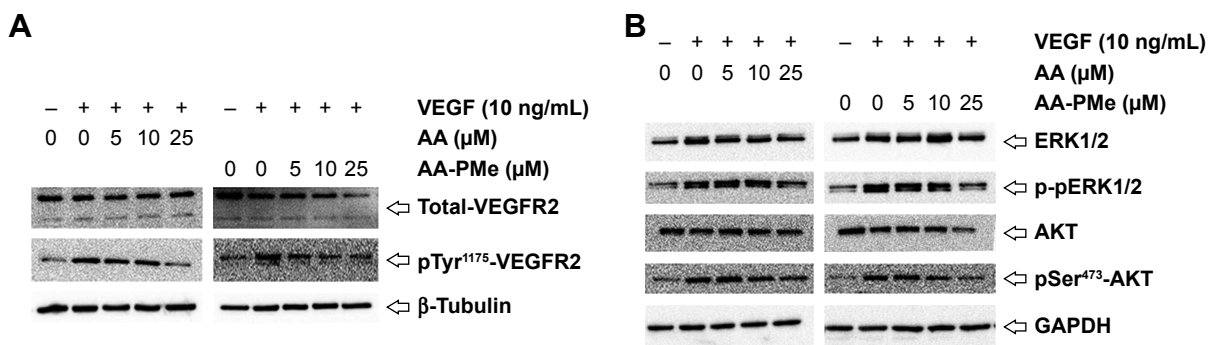 A
– + + + + – + + + + VEGF (10 ng/mL)
0 0 5 10 25 AA (µM)
0 0 5 10 25 AA-PMe (µM)
Total-VEGFR2
pTyr¹¹⁷⁵-VEGFR2
β-Tubulin
B
– + + + + – + + + + VEGF (10 ng/mL)
0 0 5 10 25 AA (µM)
0 0 5 10 25 AA-PMe (µM)
ERK1/2
p-pERK1/2
AKT
pSer⁴⁷³-AKT
GAPDH